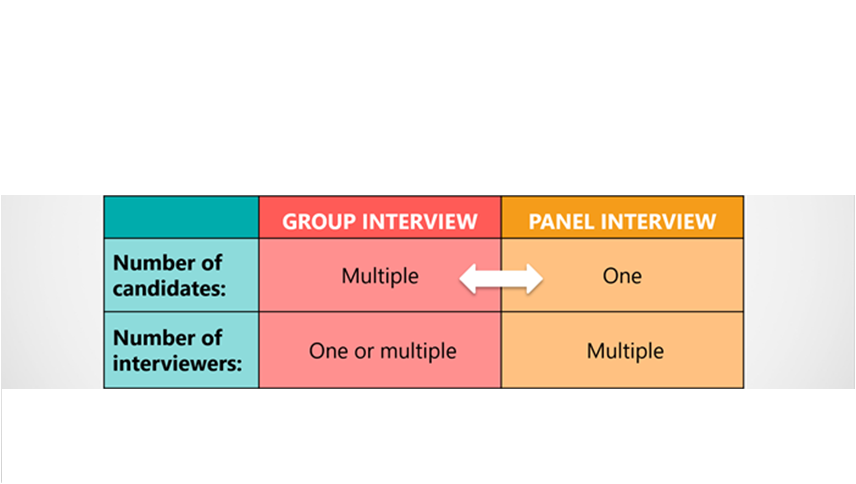 GROUP INTERVIEW
PANEL INTERVIEW
Number of
candidates:
Multiple
One
Number of
interviewers:
One or multiple
Multiple